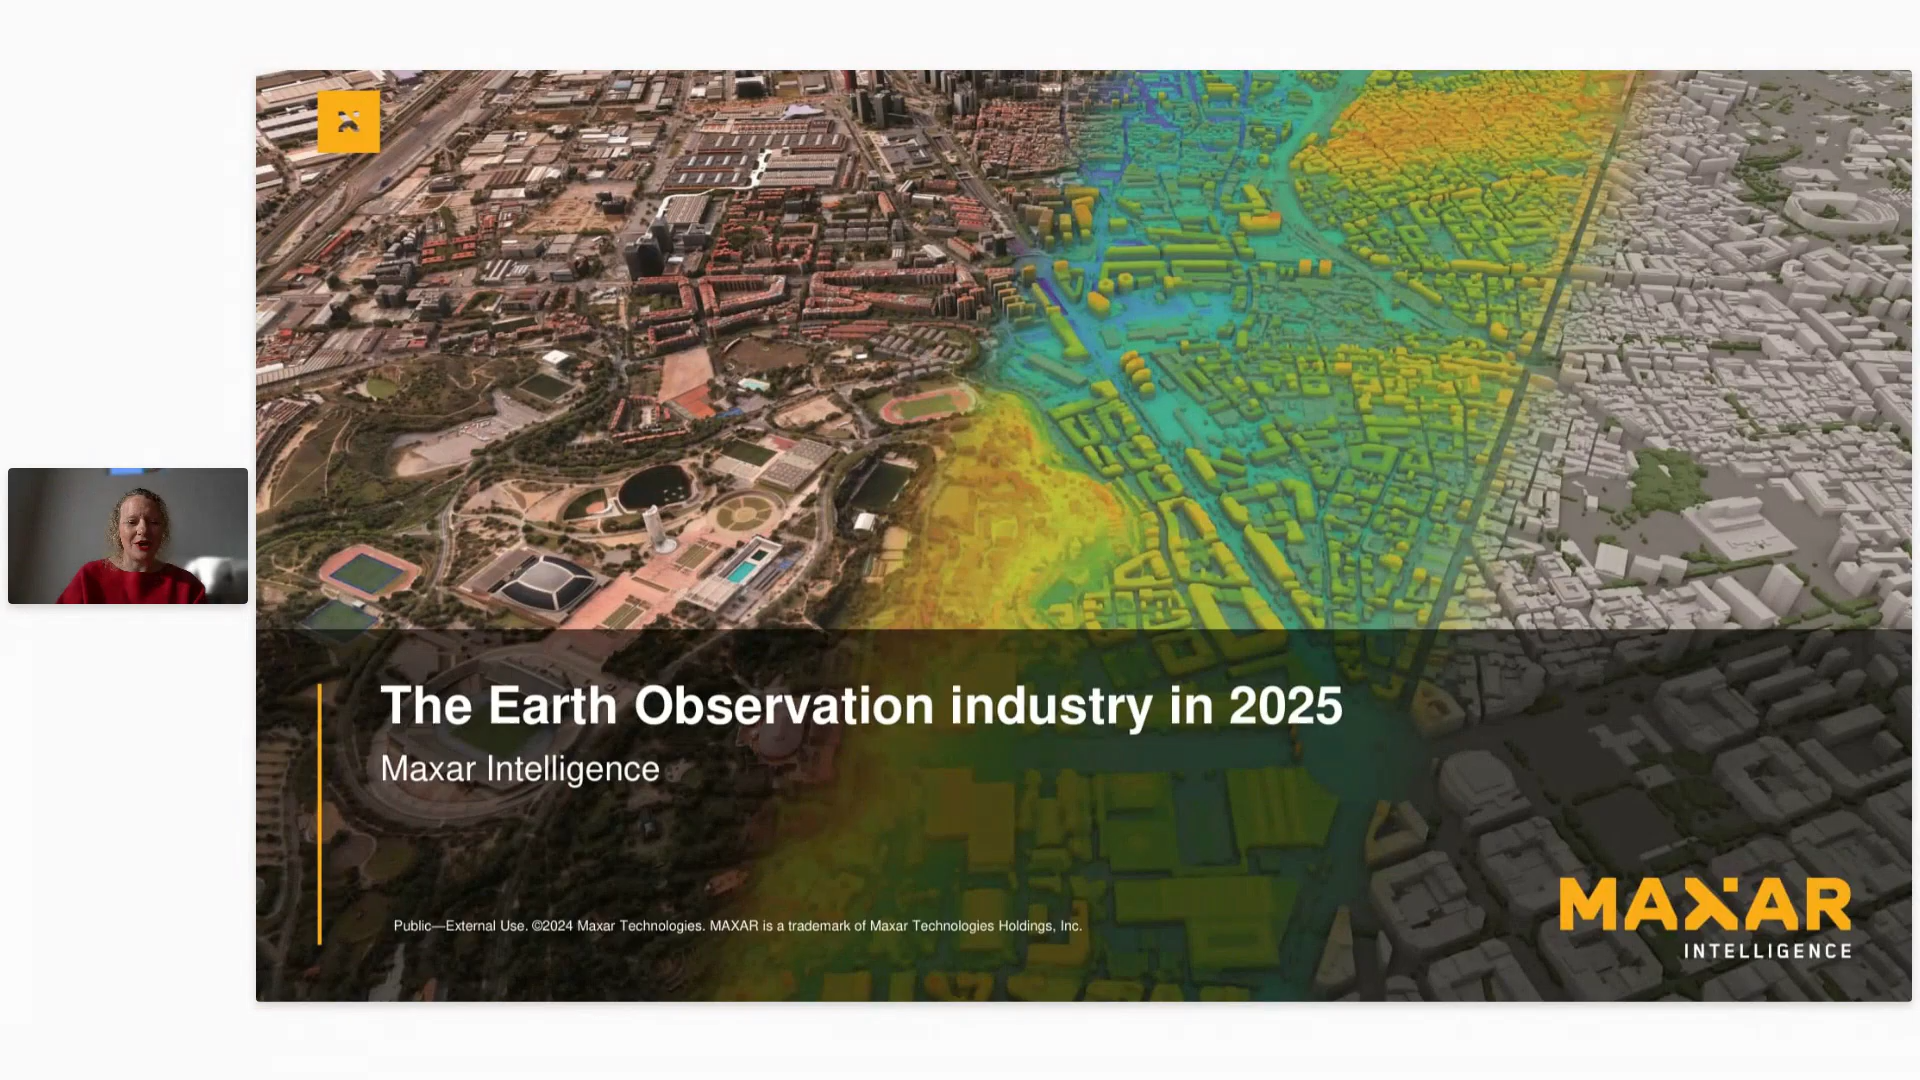 The Earth Observation industry in 2025
Maxar Intelligence
Public—External Use. ©2024 Maxar Technologies. MAXAR is a trademark of Maxar Technologies Holdings, Inc.
MAXAR
INTELLIGENCE